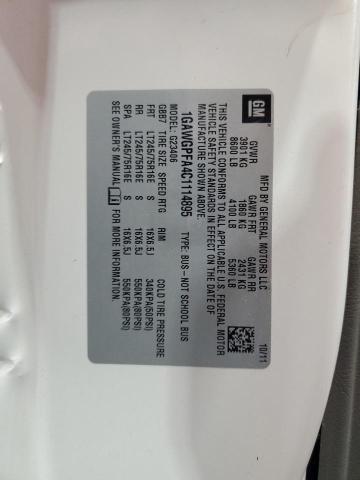 GM
MFD BY GENERAL MOTORS LLC 10/11
GVWR GAWR FRT GAWR RR
3901 KG 1860 KG 2431 KG
8600 LB 4100 LB 5360 LB
THIS VEHICLE CONFORMS TO ALL APPLICABLE U.S. FEDERAL MOTOR
VEHICLE SAFETY STANDARDS IN EFFECT ON THE DATE OF
MANUFACTURE SHOWN ABOVE.
1GAWGPFA4C1114895 TYPE: BUS-NOT SCHOOL BUS
MODEL: G23406
GBB7 TIRE SIZE SPEED RTG RIM COLD TIRE PRESSURE
FRT LT245/75R16E S 16X6.5J 340KPA(50PSI)
RR LT245/75R16E S 16X6.5J 550KPA(80PSI)
SPA LT245/75R16E S 16X6.5J 550KPA(80PSI)
SEE OWNER'S MANUAL FOR MORE INFORMATION.